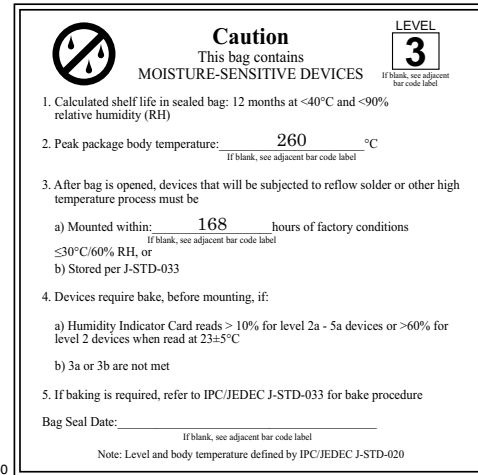 Caution
LEVEL
3
This bag contains
MOISTURE-SENSITIVE DEVICES
If blank, see adjacent
bar code label
1. Calculated shelf life in sealed bag: 12 months at <40°C and <90%
relative humidity (RH)
2. Peak package body temperature: 260 °C
If blank, see adjacent bar code label
3. After bag is opened, devices that will be subjected to reflow solder or other high
temperature process must be
a) Mounted within: 168 hours of factory conditions
If blank, see adjacent bar code label
≤30°C/60% RH, or
b) Stored per J-STD-033
4. Devices require bake, before mounting, if:
a) Humidity Indicator Card reads > 10% for level 2a - 5a devices or >60% for
level 2 devices when read at 23±5°C
b) 3a or 3b are not met
5. If baking is required, refer to IPC/JEDEC J-STD-033 for bake procedure
Bag Seal Date:
If blank, see adjacent bar code label
Note: Level and body temperature defined by IPC/JEDEC J-STD-020
0